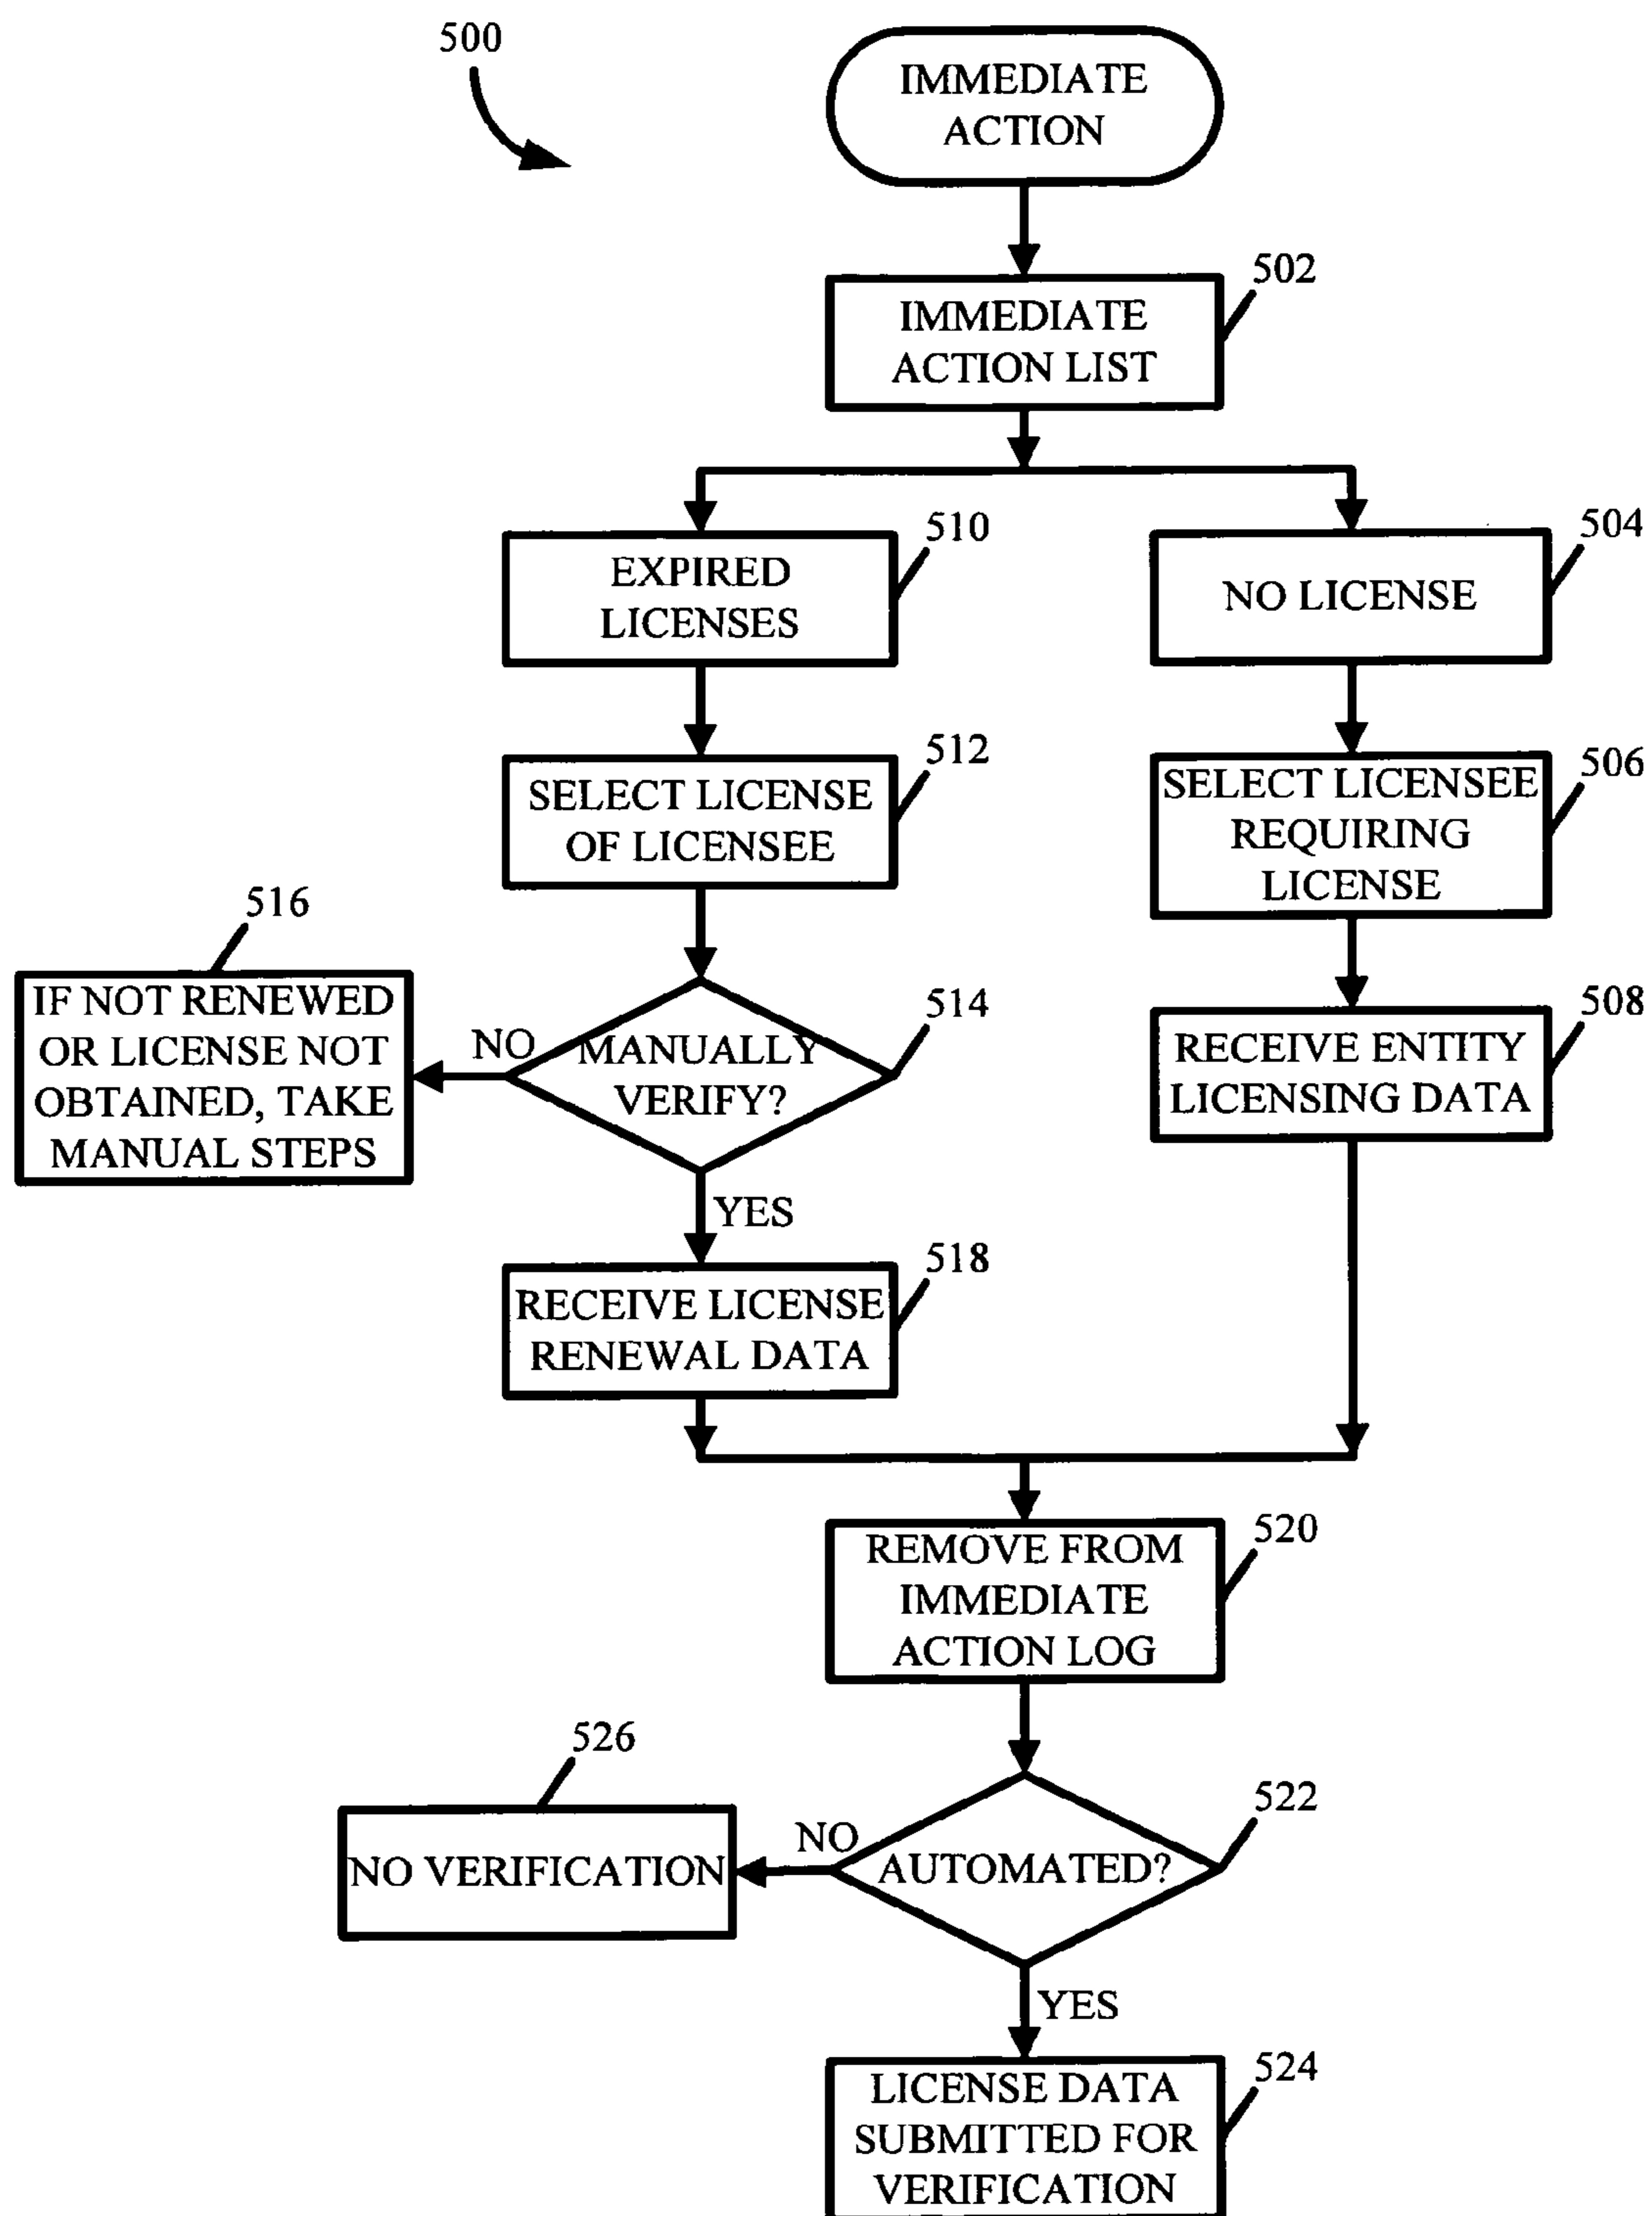 500
IMMEDIATE
ACTION
502
IMMEDIATE
ACTION LIST
510
EXPIRED
LICENSES
504
NO LICENSE
512
SELECT LICENSE
OF LICENSEE
506
SELECT LICENSEE
REQUIRING
LICENSE
516
IF NOT RENEWED
OR LICENSE NOT
OBTAINED, TAKE
MANUAL STEPS
NO
514
MANUALLY
VERIFY?
508
RECEIVE ENTITY
LICENSING DATA
YES
518
RECEIVE LICENSE
RENEWAL DATA
520
REMOVE FROM
IMMEDIATE
ACTION LOG
526
NO VERIFICATION
NO
522
AUTOMATED?
YES
524
LICENSE DATA
SUBMITTED FOR
VERIFICATION